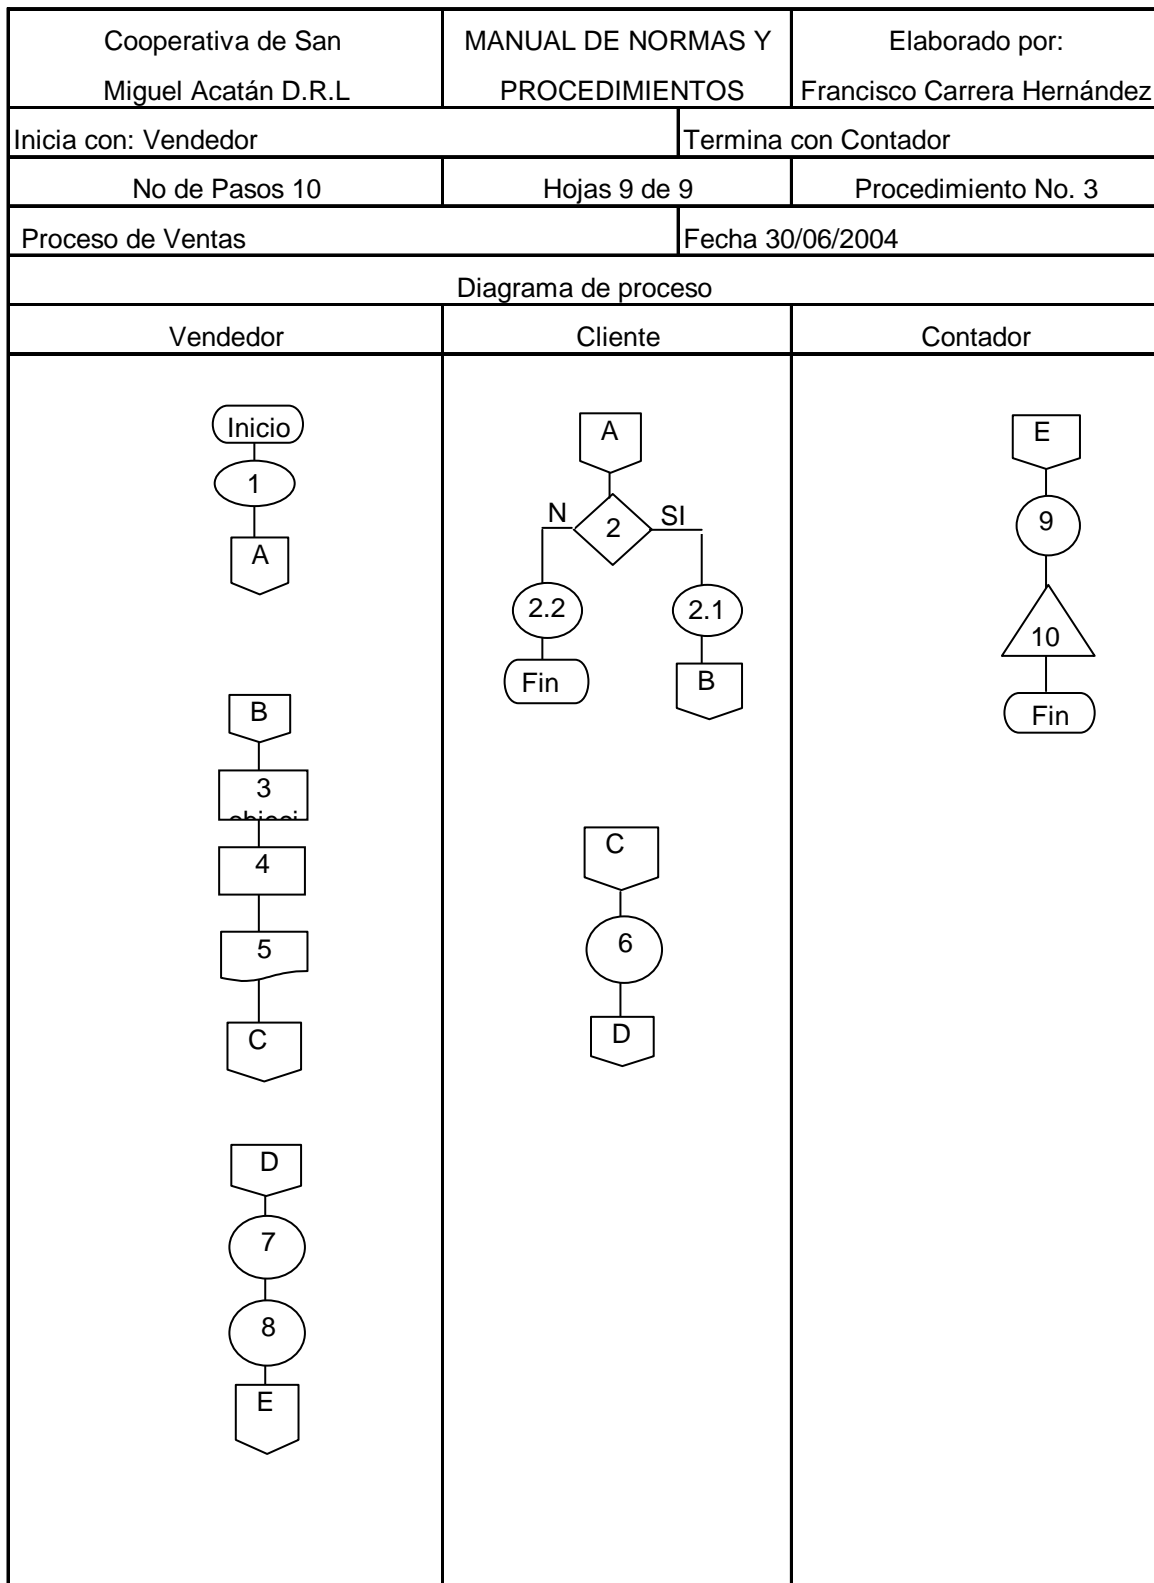 Cooperativa de San
Miguel Acatán D.R.L
MANUAL DE NORMAS Y
PROCEDIMIENTOS
Elaborado por:
Francisco Carrera Hernández
Inicia con: Vendedor
Termina con Contador
No de Pasos 10
Hojas 9 de 9
Procedimiento No. 3
Proceso de Ventas
Fecha 30/06/2004
Diagrama de proceso
Vendedor
Cliente
Contador
Inicio
1
A
B
3
4
5
C
D
7
8
E
A
2
N
SI
2.2
2.1
Fin
B
C
6
D
E
9
10
Fin